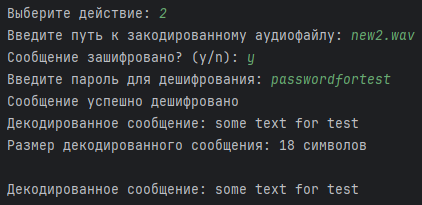 Выберите действие: 2
Введите путь к закодированному аудиофайлу: new2.wav
Сообщение зашифровано? (y/n): y
Введите пароль для дешифрования: passwordfortest
Сообщение успешно дешифровано
Декодированное сообщение: some text for test
Размер декодированного сообщения: 18 символов
Декодированное сообщение: some text for test